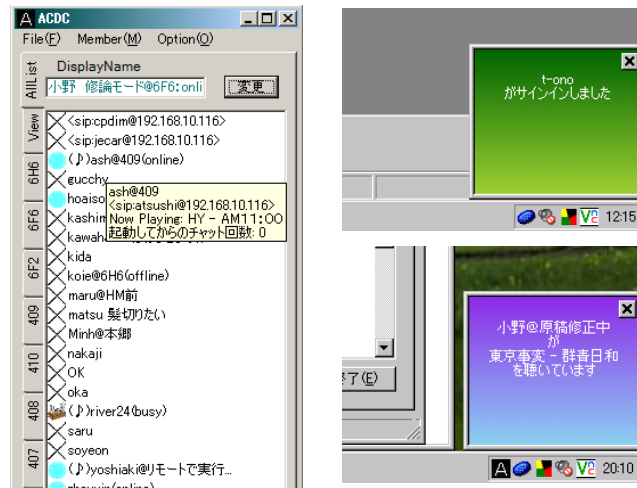 ACDC
File(F) Member(M) Option(O)
DisplayName
小野 修論モード@6F6:onli
変更
AllList
View
6H6
6F6
6F2
409
410
408
407
<sip:cpdim@192.168.10.116>
<sip:jecar@192.168.10.116>
(♪)ash@409(online)
gucchy
hoaiso
kashim
kawah
kida
koie@6H6(offline)
maru@HM前
matsu 髪切りたい
Minh@本郷
nakaji
OK
oka
(♪)river24(busy)
saru
soyeon
(♪)yoshiaki@リモートで実行...
ash@409
<sip:atsushi@192.168.10.116>
Now Playing: HY - AM11:00
起動してからのチャット回数: 0
t-ono
がサインインしました
12:15
小野@原稿修正中
が
東京事変 - 群青日和
を聴いています
了(E)
20:10